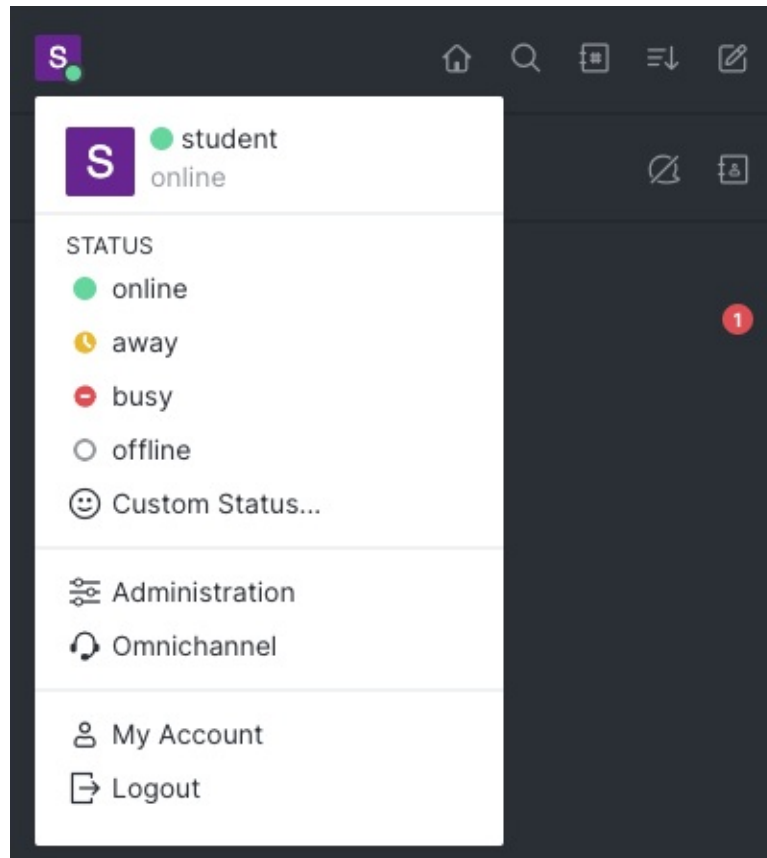 S
S
student
online
STATUS
online
away
busy
offline
Custom Status...
1
Administration
Omnichannel
My Account
Logout